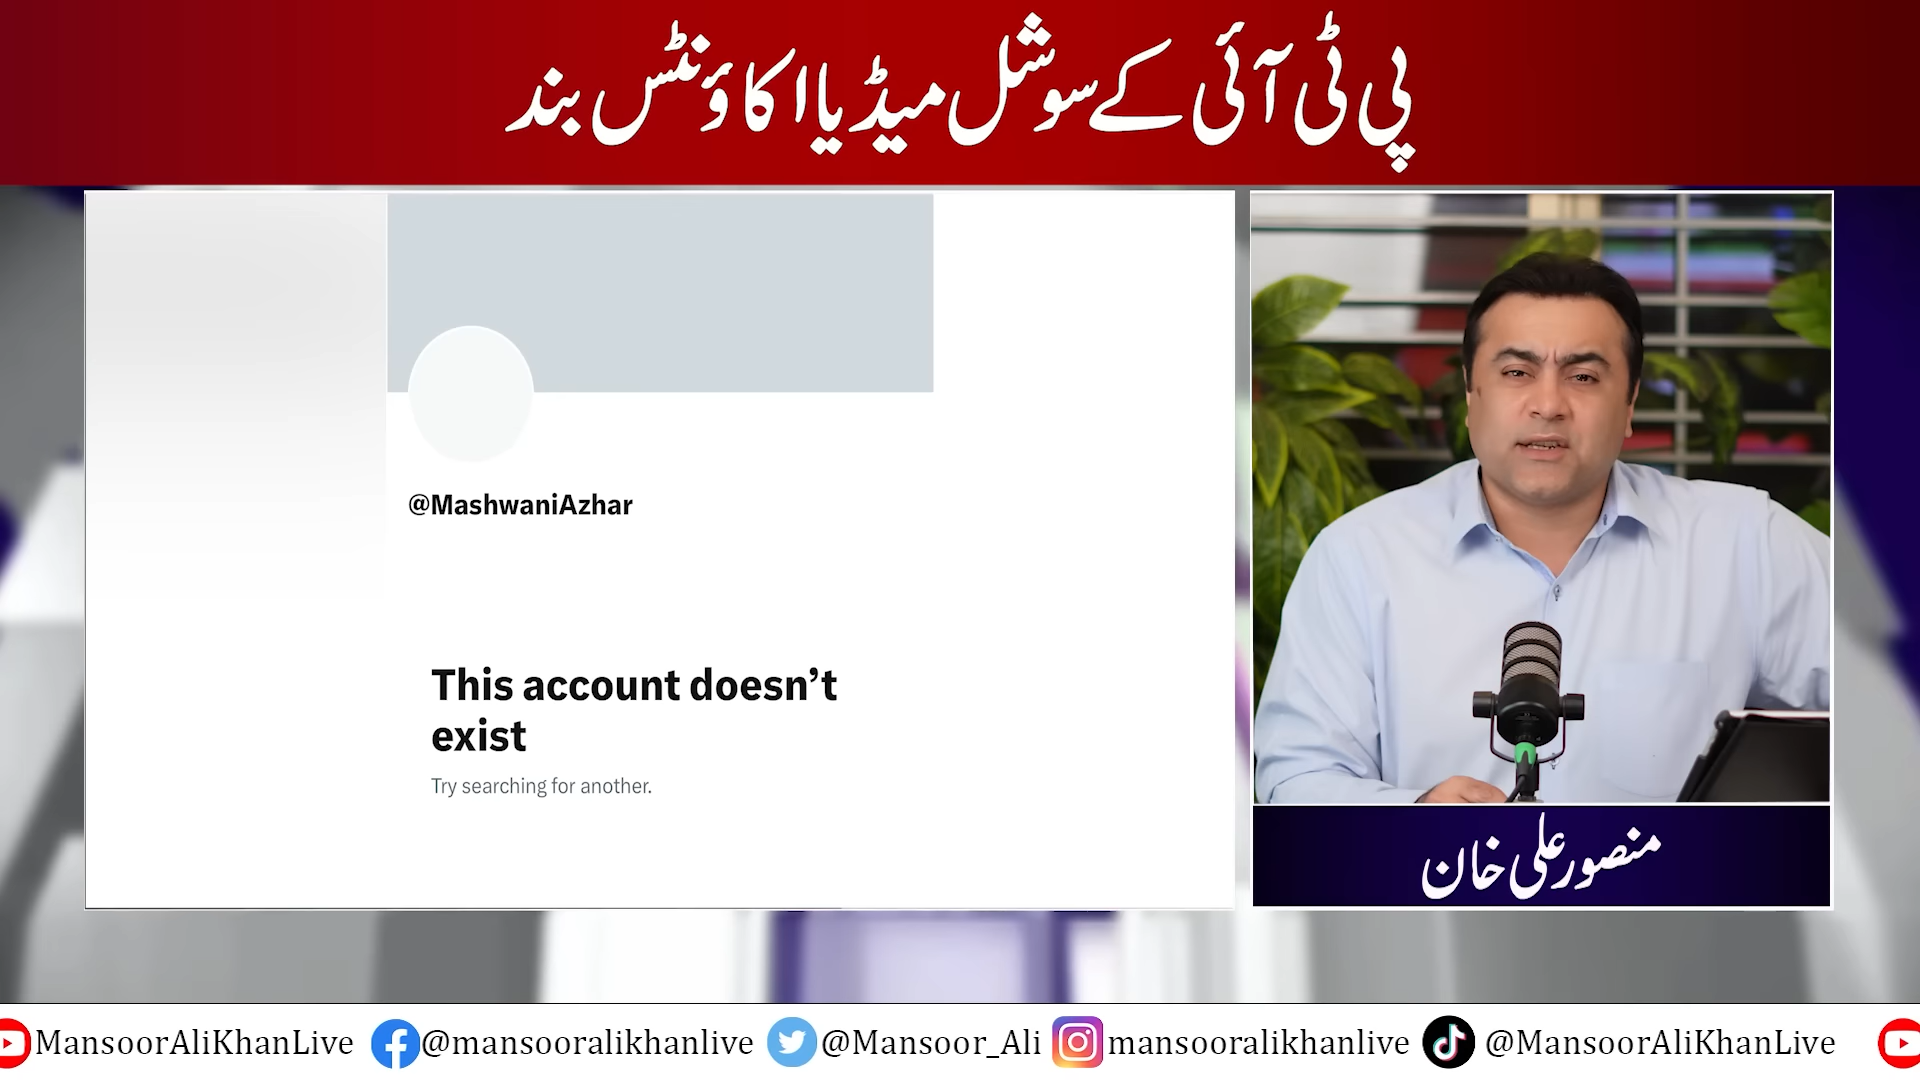 پی ٹی آئی کے سوشل میڈیا اکاؤنٹس بند
@MashwaniAzhar
This account doesn’t
exist
Try searching for another.
منصور علی خان
MansoorAliKhanLive @mansooralikhanlive @Mansoor_Ali mansooralikhanlive @MansoorAliKhanLive